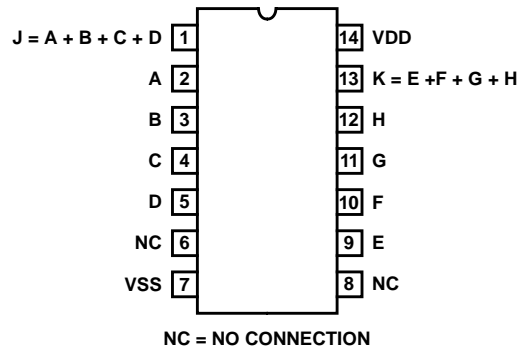 J = A + B + C + D 1
A 2
B 3
C 4
D 5
NC 6
VSS 7
14 VDD
13 K = E +F + G + H
12 H
11 G
10 F
9 E
8 NC
NC = NO CONNECTION